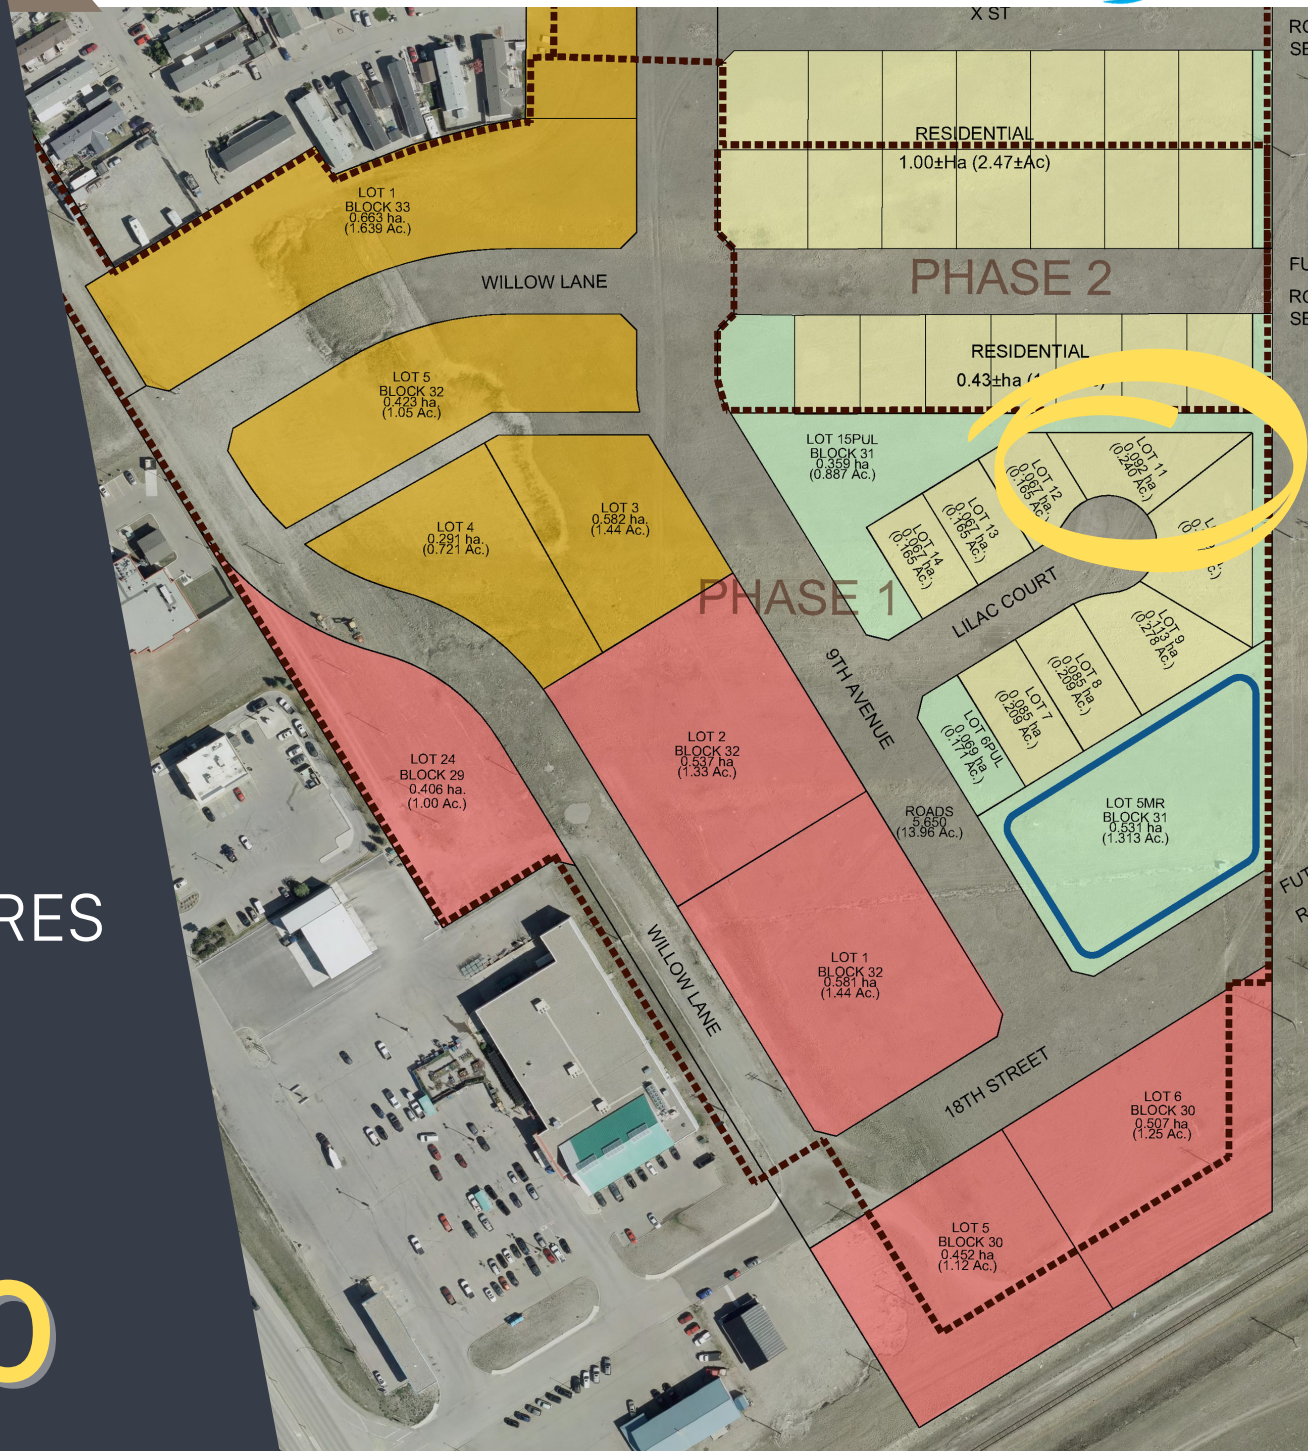 X ST
RESIDENTIAL
1.00±Ha (2.47±Ac)
LOT 1
BLOCK 33
0.663 ha.
(1.639 Ac.)
WILLOW LANE
PHASE 2
RESIDENTIAL
0.43±ha
LOT 5
BLOCK 32
0.423 ha.
(1.05 Ac.)
LOT 15PUL
BLOCK 31
0.359 ha
(0.887 Ac.)
LOT 11
0.092 ha
(0.240 Ac.)
LOT 12
0.067 ha.
(0.165 Ac.)
LOT 13
0.067 ha.
(0.165 Ac.)
LOT 14
0.067 ha.
(0.165 Ac.)
LOT 4
0.291 ha.
(0.721 Ac.)
LOT 3
0.582 ha.
(1.44 Ac.)
PHASE 1
LILAC COURT
LOT 9
0.113 ha
(0.278 Ac.)
LOT 8
0.085 ha
(0.209 Ac.)
LOT 7
0.085 ha
(0.209 Ac.)
LOT 6PUL
0.069 ha
(0.171 Ac.)
9TH AVENUE
LOT 2
BLOCK 32
0.537 ha
(1.33 Ac.)
LOT 24
BLOCK 29
0.406 ha.
(1.00 Ac.)
ROADS
5.650
(13.96 Ac.)
LOT 5MR
BLOCK 31
0.531 ha
(1.313 Ac.)
RES
WILLOW LANE
LOT 1
BLOCK 32
0.581 ha
(1.44 Ac.)
18TH STREET
LOT 6
BLOCK 30
0.507 ha
(1.25 Ac.)
LOT 5
BLOCK 30
0.452 ha
(1.12 Ac.)